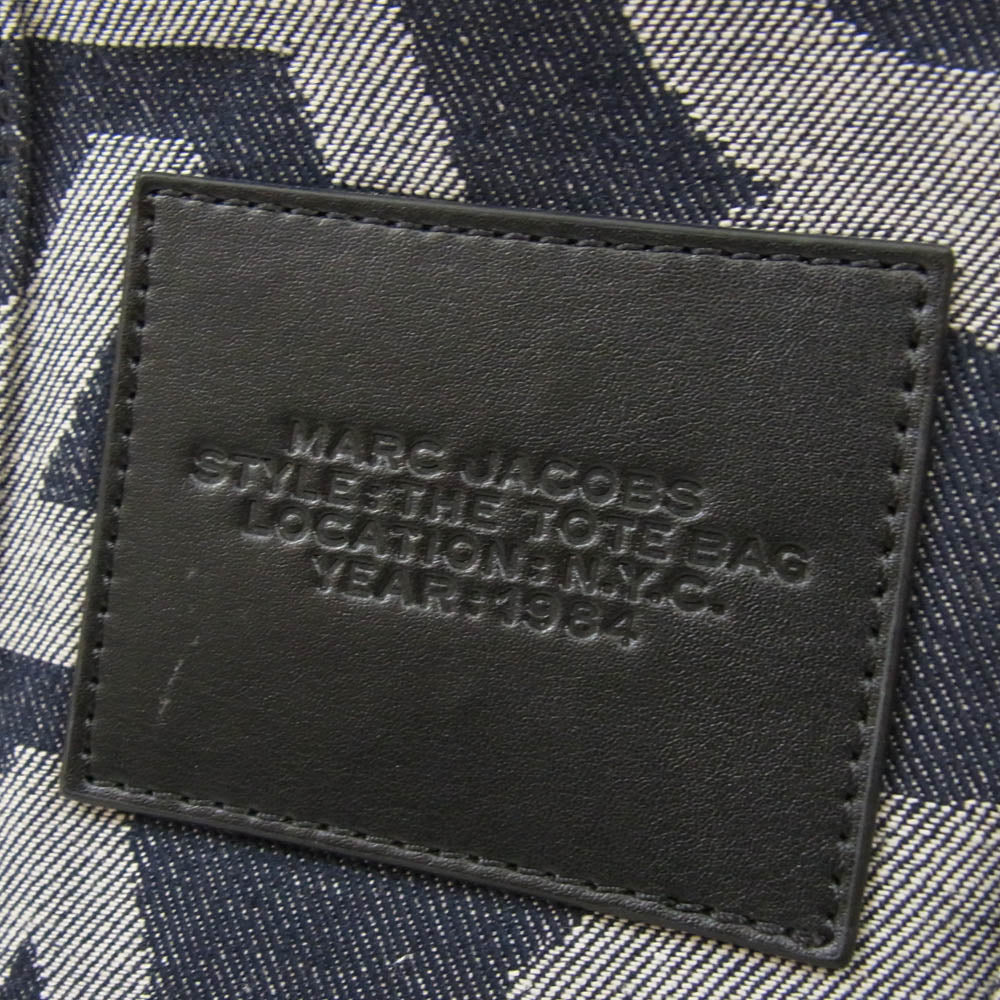 MARC JACOBS
STYLE:THE TOTE BAG
LOCATION: N.Y.C.
YEAR:1984